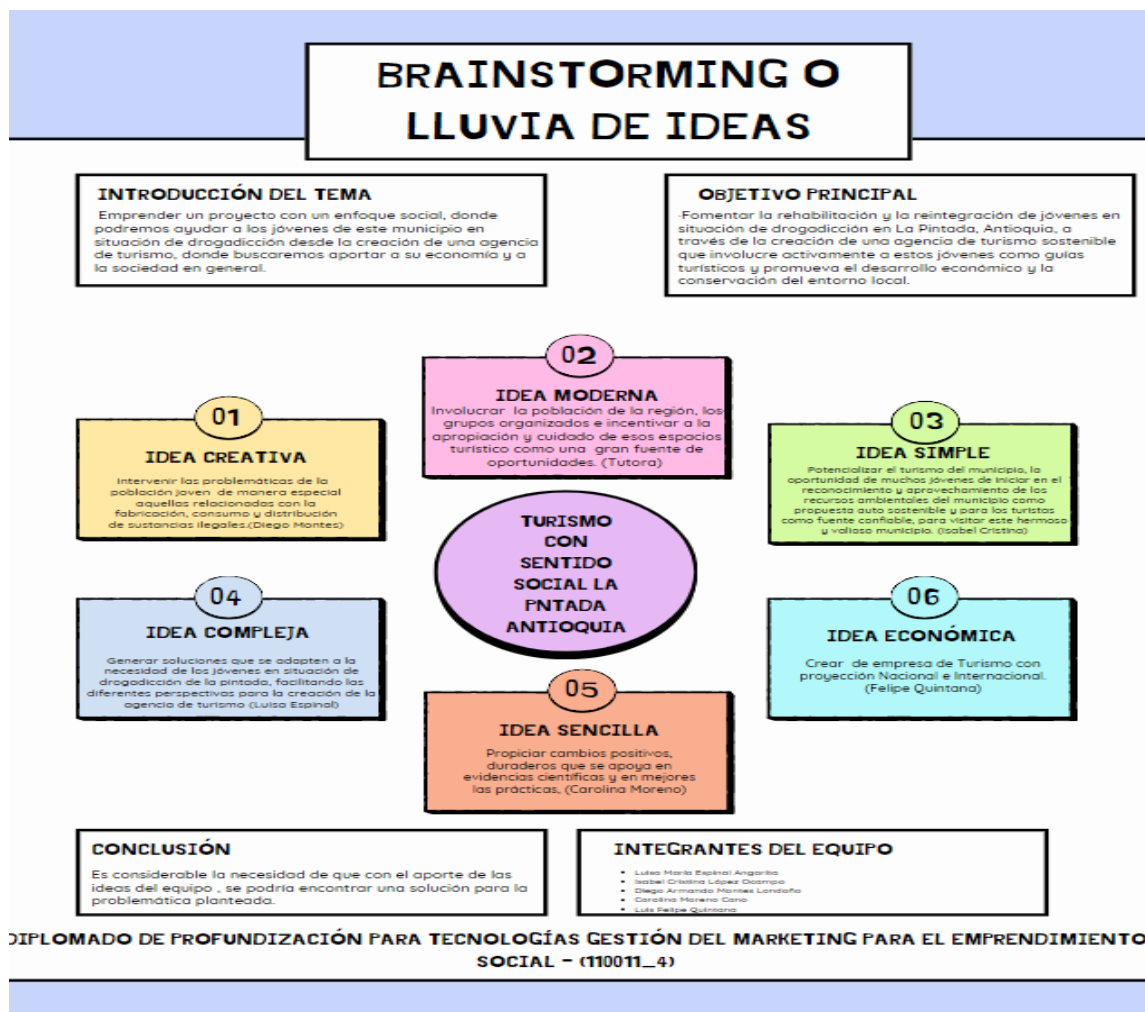 BRAINSTORMING O
LLUVIA DE IDEAS
INTRODUCCIÓN DEL TEMA
Emprender un proyecto con un enfoque social, donde
podremos ayudar a los jóvenes de este municipio en
situación de drogadicción desde la creación de una agencia
de turismo, donde buscaremos aportar a su economía y a
la sociedad en general.
OBJETIVO PRINCIPAL
-Fomentar la rehabilitación y la reintegración de jóvenes en
situación de drogadicción en La Pintada, Antioquia, a
través de la creación de una agencia de turismo sostenible
que involucre activamente a estos jóvenes como guías
turísticos y promueva el desarrollo económico y la
conservación del entorno local.
01
IDEA CREATIVA
Intervenir las problemáticas de la
población joven de manera especial
aquellas relacionadas con la
fabricación, consumo y distribución
de sustancias ilegales.(Diego Montes)
02
IDEA MODERNA
Involucrar la población de la región, los
grupos organizados e incentivar a la
apropiación y cuidado de esos espacios
turístico como una gran fuente de
oportunidades. (Tutora)
03
IDEA SIMPLE
Potencializar el turismo del municipio, la
oportunidad de muchos jóvenes de iniciar en el
reconocimiento y aprovechamiento de los
recursos ambientales del municipio como
propuesta auto sostenible y para los turistas
como fuente confiable, para visitar este hermoso
y valioso municipio. (Isabel Cristina)
TURISMO
CON
SENTIDO
SOCIAL LA
PNTADA
ANTIOQUIA
04
IDEA COMPLEJA
Generar soluciones que se adapten a la
necesidad de los jóvenes en situación de
drogadicción de la pintada, facilitando las
diferentes perspectivas para la creación de la
agencia de turismo (Luisa Espinal)
05
IDEA SENCILLA
Propiciar cambios positivos,
duraderos que se apoya en
evidencias científicas y en mejores
las prácticas, (Carolina Moreno)
06
IDEA ECONÓMICA
Crear de empresa de Turismo con
proyección Nacional e Internacional.
(Felipe Quintana)
CONCLUSIÓN
Es considerable la necesidad de que con el aporte de las
ideas del equipo , se podría encontrar una solución para la
problemática planteada.
INTEGRANTES DEL EQUIPO
• Luisa María Espinal Angarita
• Isabel Cristina López Ocampo
• Diego Armando Montes Londoño
• Carolina Moreno Cano
• Luis Felipe Quintana
DIPLOMADO DE PROFUNDIZACIÓN PARA TECNOLOGÍAS GESTIÓN DEL MARKETING PARA EL EMPRENDIMIENTO
SOCIAL - (110011_4)